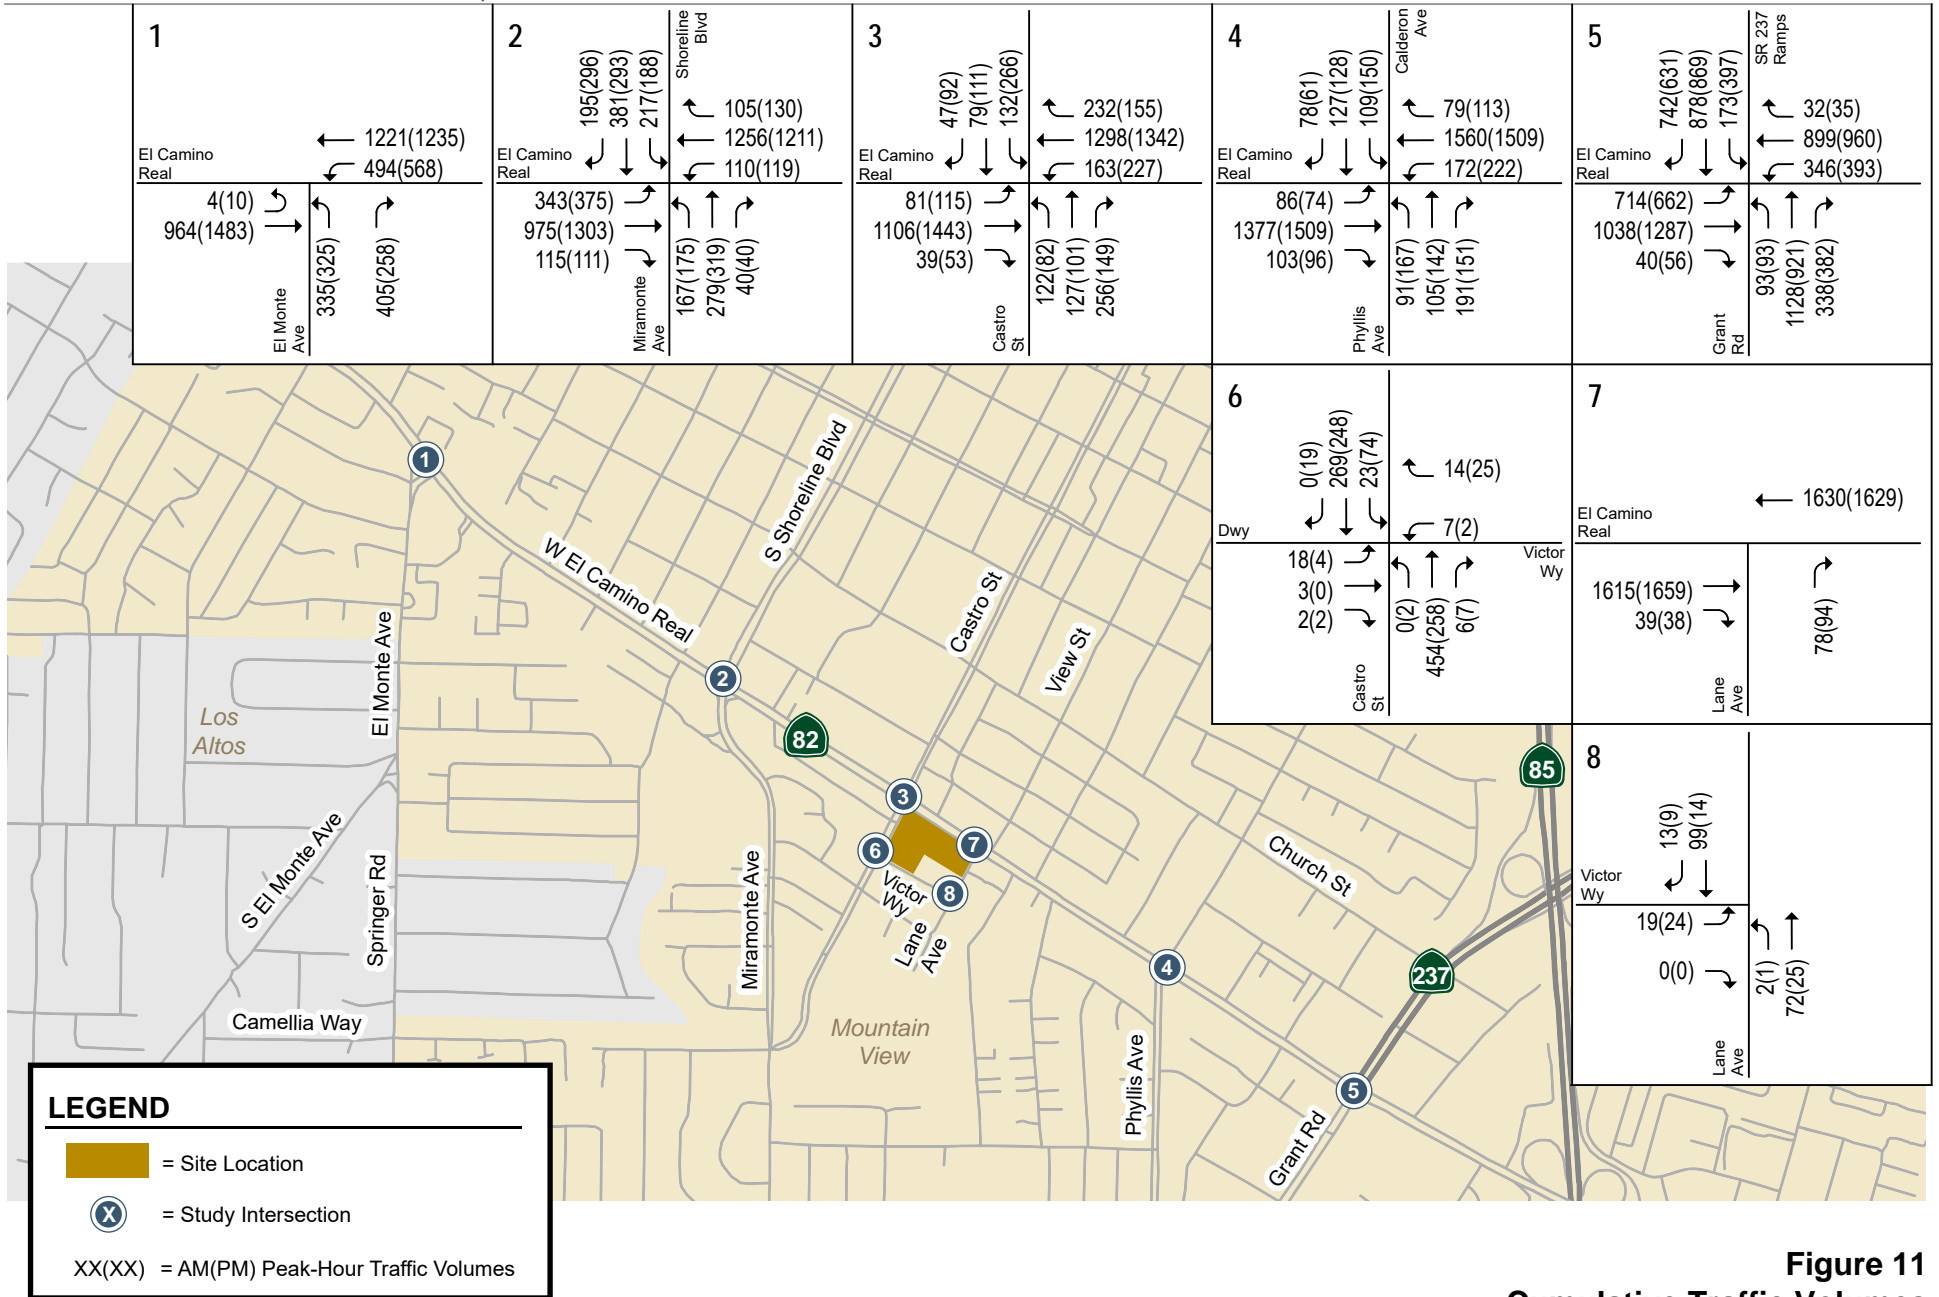 1
1221(1235)
494(568)
El Camino
Real
4(10)
964(1483)
335(325)
405(258)
El Monte
Ave
2
195(296)
381(293)
217(188)
Shoreline
Blvd
105(130)
1256(1211)
110(119)
El Camino
Real
343(375)
975(1303)
115(111)
167(175)
279(319)
40(40)
Miramonte
Ave
3
47(92)
79(111)
132(266)
232(155)
1298(1342)
163(227)
El Camino
Real
81(115)
1106(1443)
39(53)
122(82)
127(101)
256(149)
Castro
St
4
78(61)
127(128)
109(150)
Calderon
Ave
79(113)
1560(1509)
172(222)
El Camino
Real
86(74)
1377(1509)
103(96)
91(167)
105(142)
191(151)
Phyllis
Ave
5
742(631)
878(869)
173(397)
SR 237
Ramps
32(35)
899(960)
346(393)
El Camino
Real
714(662)
1038(1287)
40(56)
93(93)
1128(921)
338(382)
Grant
Rd
6
0(19)
269(248)
23(74)
14(25)
7(2)
Dwy
Victor
Wy
18(4)
3(0)
2(2)
0(2)
454(258)
6(7)
Castro
St
7
1630(1629)
El Camino
Real
1615(1659)
39(38)
78(94)
Lane
Ave
8
13(9)
99(14)
Victor
Wy
19(24)
0(0)
2(1)
72(25)
Lane
Ave
1
W El Camino Real
S Shoreline Blvd
Castro St
View St
El Monte Ave
2
82
Los
Altos
3
6
7
8
85
Victor
Wy
Lane
Ave
Church St
S El Monte Ave
Springer Rd
Miramonte Ave
4
237
Camellia Way
Mountain
View
Phyllis Ave
5
Grant Rd
LEGEND
= Site Location
X
= Study Intersection
XX(XX) = AM(PM) Peak-Hour Traffic Volumes
Figure 11
Cumulative Traffic Volumes